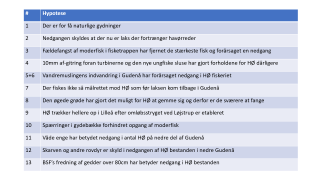 # Hypotese
1 Der er for få naturlige gydninger
2 Nedgangen skyldes at der nu er laks der fortrænger havørreder
3 Fældefangst af moderfisk i fisketrappen har fjernet de stærkeste fisk og forårsaget en nedgang
4 10mm afgitring foran turbinerne og den nye ungfiske sluse har gjort forholdene for HØ dårligere
5+6 Vandremuslingens indvandring i Gudenå har forårsaget nedgang i HØ fiskeriet
7 Der fiskes ikke så målrettet mod HØ som før laksen kom tilbage i Gudenå
8 Den øgede grøde har gjort det muligt for HØ at gemme sig og derfor er de sværere at fange
9 HØ trækker hellere op i Lilleå efter omløbsstryget ved Løjstrup er etableret
10 Spærringer i gydebække forhindret opgang af moderfisk
11 Våde enge har betydet nedgang i antal HØ på nedre del af Gudenå
12 Skarven og andre rovdyr er skyld i nedgangen af HØ bestanden i nedre Gudenå
13 BSF's fredning af gedder over 80cm har betydet nedgang i HØ bestanden